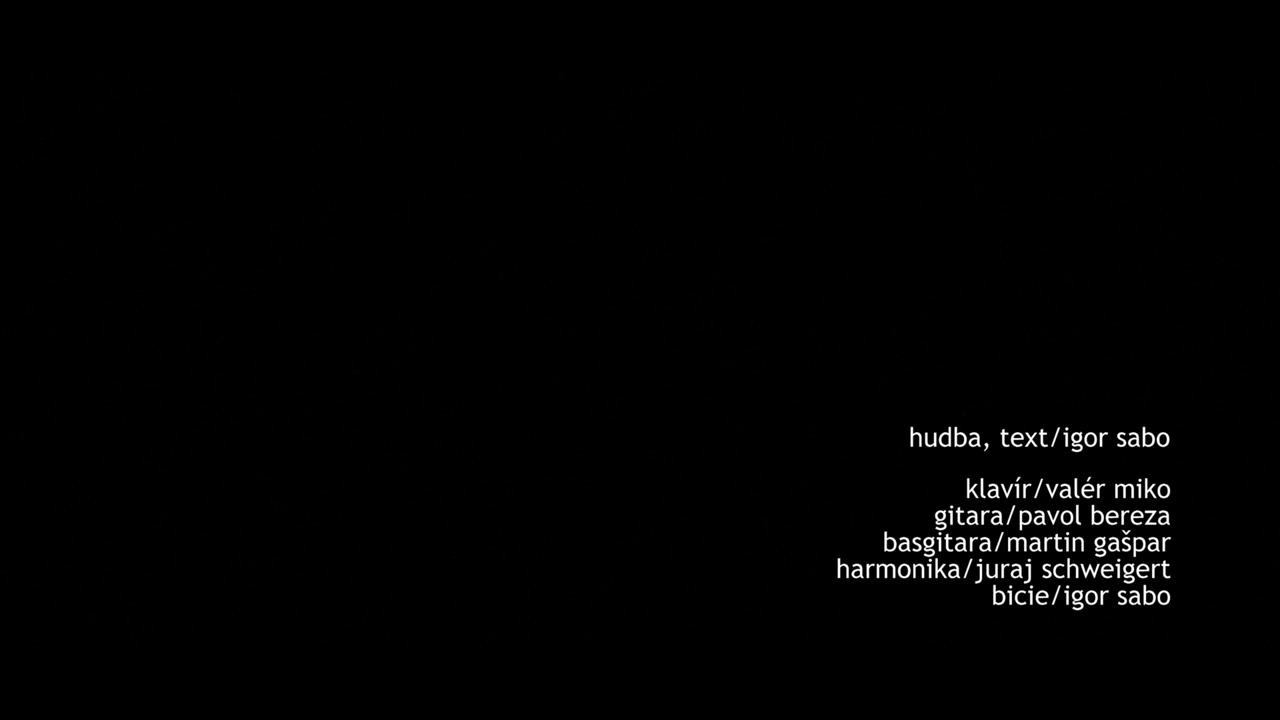 hudba, text/igor sabo
klavír/valér miko
gitara/pavol bereza
basgitara/martin gašpar
harmonika/juraj schweigert
bicie/igor sabo